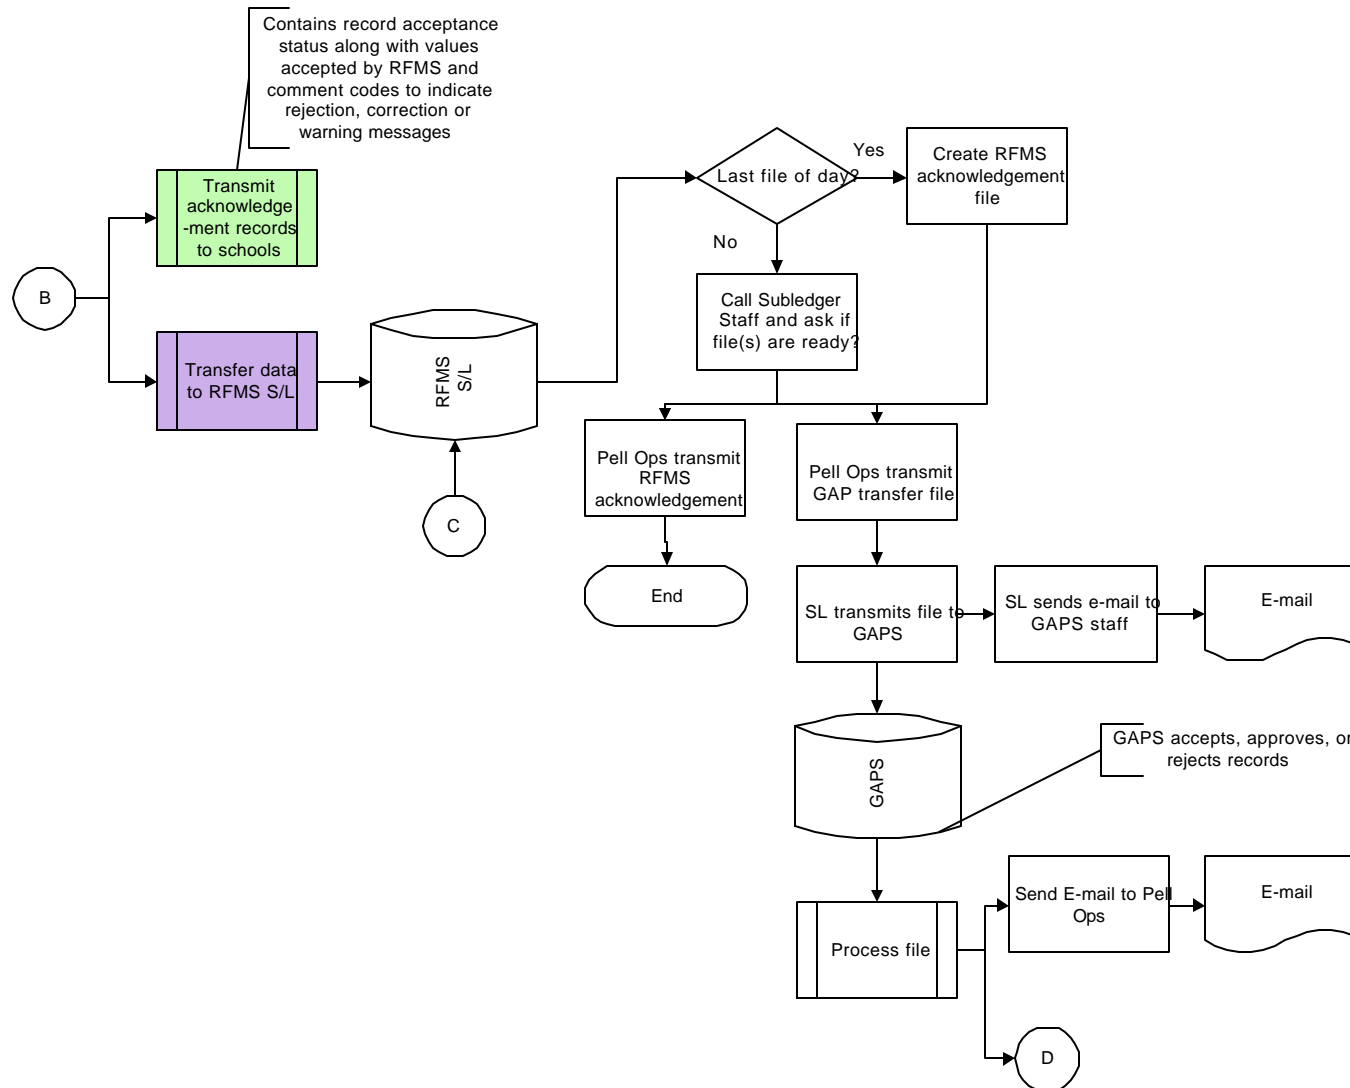 Contains record acceptance
status along with values
accepted by RFMS and
comment codes to indicate
rejection, correction or
warning messages
Transmit
acknowledge
-ment records
to schools
B
Transfer data
to RFMS S/L
RFMS
S/L
C
Last file of day?
Yes
No
Create RFMS
acknowledgement
file
Call Subledger
Staff and ask if
file(s) are ready?
Pell Ops transmit
RFMS
acknowledgement
End
Pell Ops transmit
GAP transfer file
SL transmits file to
GAPS
SL sends e-mail to
GAPS staff
E-mail
GAPS
GAPS accepts, approves, or
rejects records
Process file
Send E-mail to Pell
Ops
E-mail
D